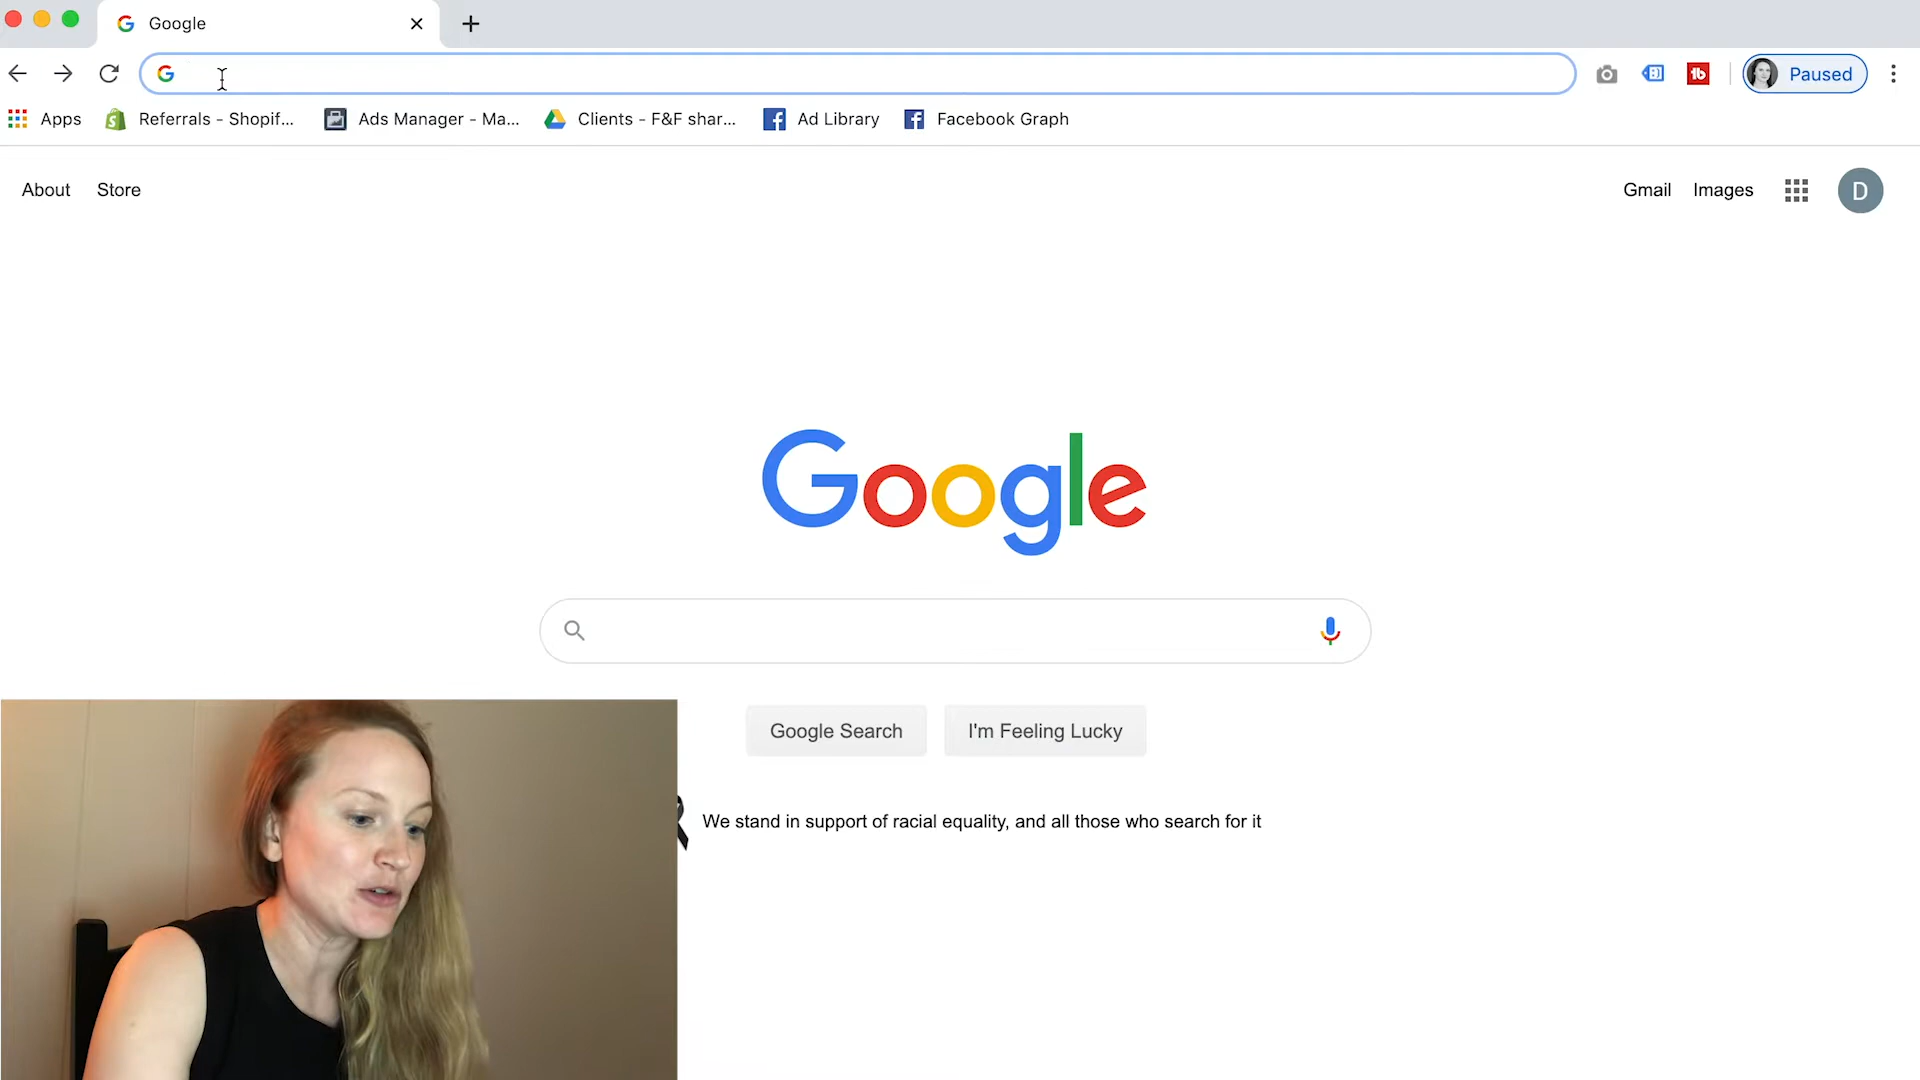 Google
Paused
Apps
Referrals - Shopif...
Ads Manager - Ma...
Clients - F&F shar...
Ad Library
Facebook Graph
About
Store
Gmail
Images
D
Google
Google Search
I'm Feeling Lucky
We stand in support of racial equality, and all those who search for it